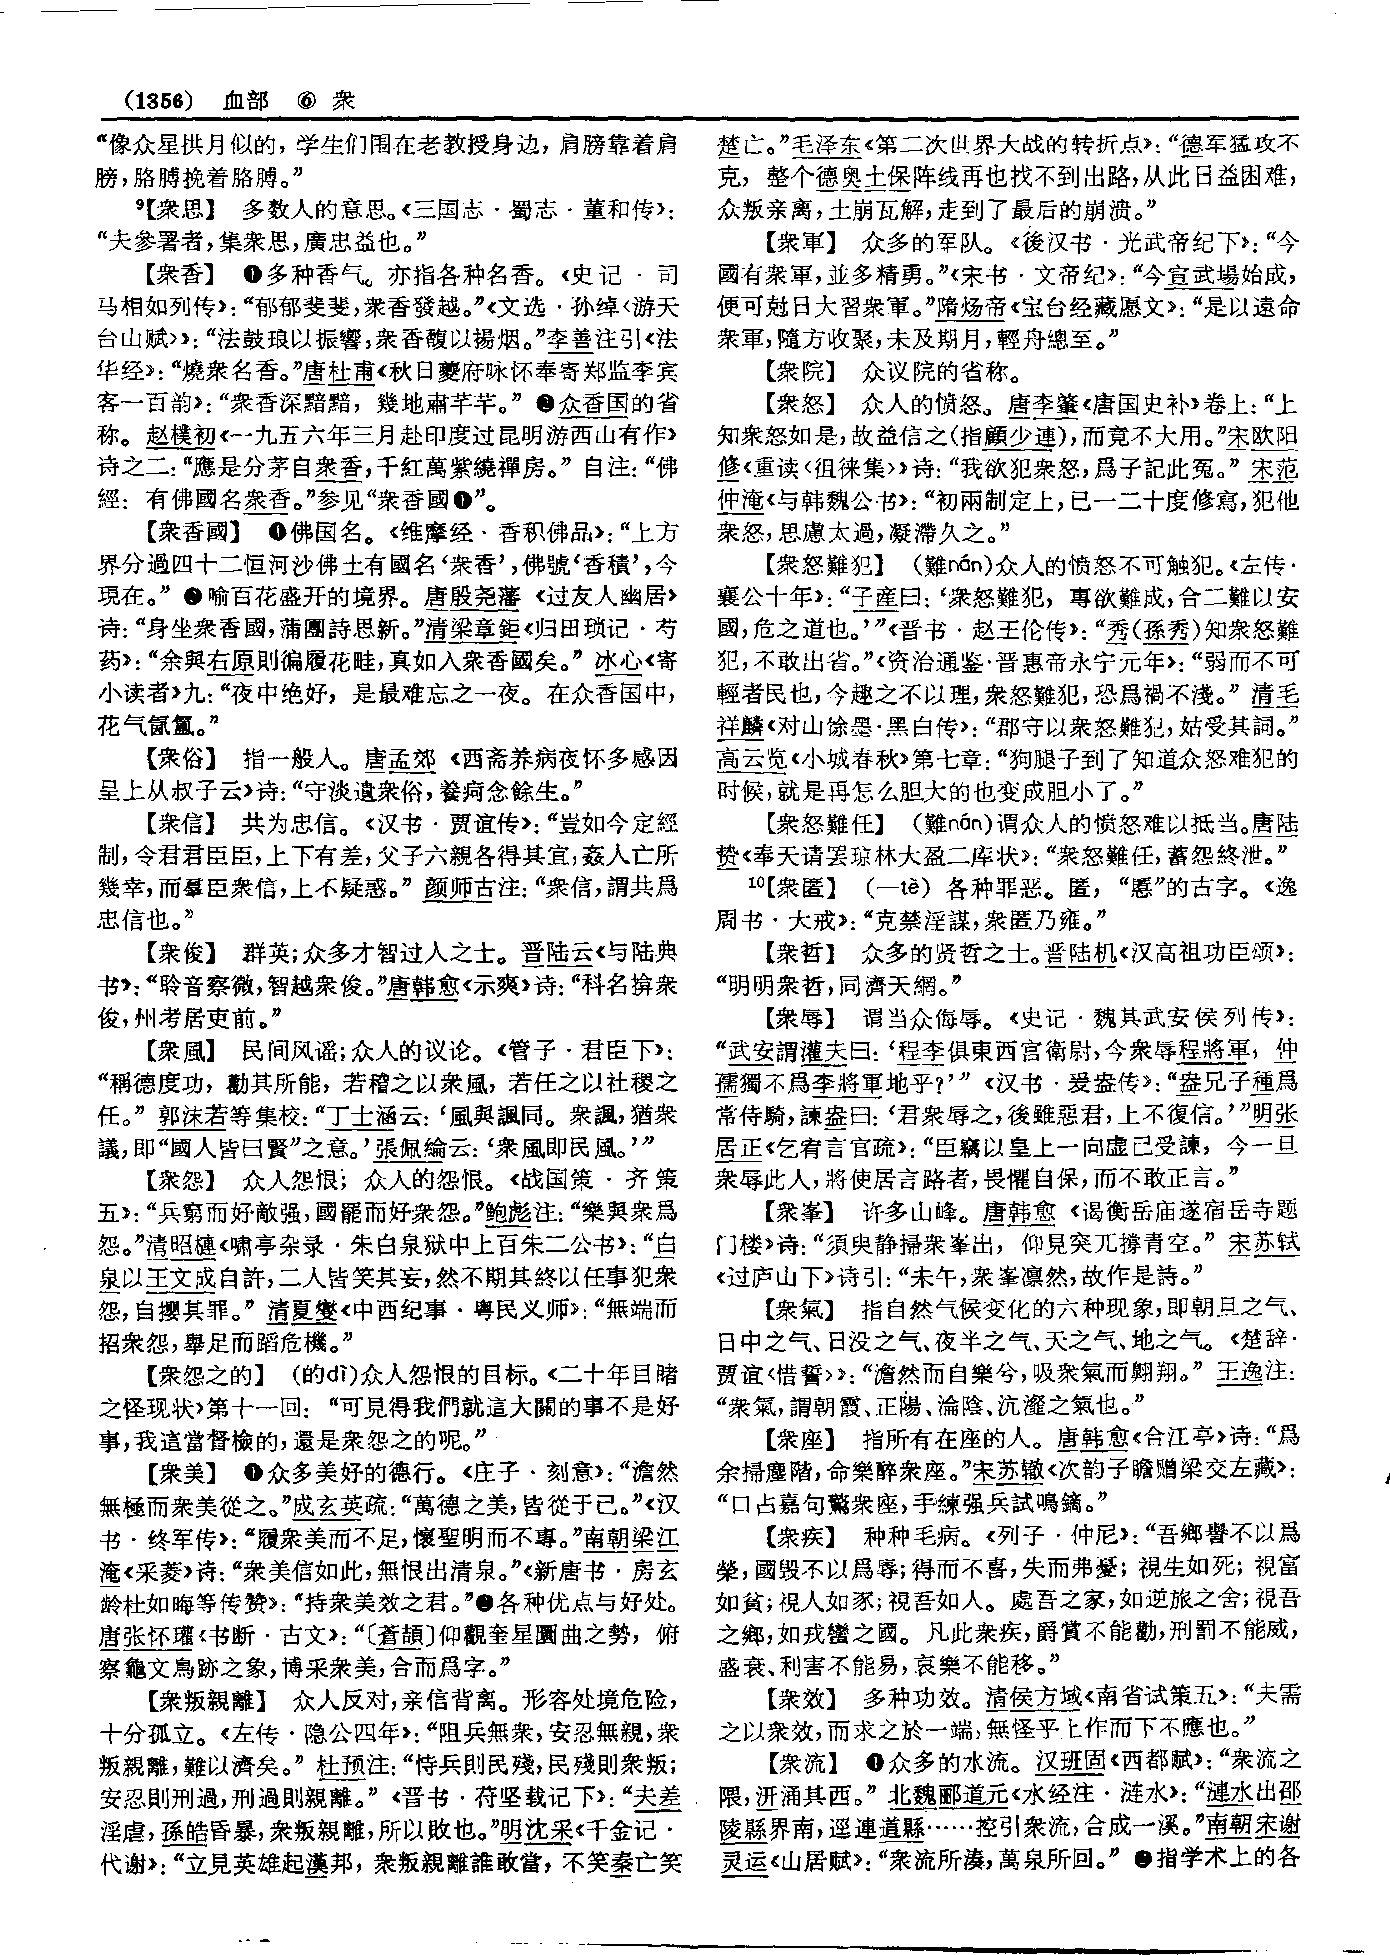 (1356) 血部 ⑥ 衆
“像众星拱月似的，学生们围在老教授身边，肩膀靠着肩
膀，胳膊挽着胳膊。”
⁹【衆思】 多数人的意思。《三国志·蜀志·董和传》：
“夫參署者，集衆思，廣忠益也。”
【衆香】 ❶多种香气。亦指各种名香。《史记·司
马相如列传》：“郁郁斐斐，衆香發越。”《文选·孙绰〈游天
台山赋〉》：“法鼓琅以振響，衆香馥以揚烟。”李善注引《法
华经》：“燒衆名香。”唐杜甫《秋日夔府咏怀奉寄郑监李宾
客一百韵》：“衆香深黯黯，幾地肅芊芊。” ❷众香国的省
称。赵樸初《一九五六年三月赴印度过昆明游西山有作》
诗之二：“應是分茅自衆香，千紅萬紫繞禪房。” 自注：“佛
經：有佛國名衆香。”参见“衆香國❶”。
【衆香國】 ❶佛国名。《维摩经·香积佛品》：“上方
界分過四十二恒河沙佛土有國名‘衆香’，佛號‘香積’，今
現在。” ❷喻百花盛开的境界。唐殷尧藩《过友人幽居》
诗：“身坐衆香國，蒲團詩思新。”清梁章鉅《归田琐记·芍
药》：“余與右原則徧履花畦，真如入衆香國矣。” 冰心《寄
小读者》九：“夜中绝好，是最难忘之一夜。在众香国中，
花气氤氲。”
【衆俗】 指一般人。唐孟郊《西斋养病夜怀多感因
呈上从叔子云》诗：“守淡遺衆俗，養疴念餘生。”
【衆信】 共为忠信。《汉书·贾谊传》：“豈如今定經
制，令君君臣臣，上下有差，父子六親各得其宜，姦人亡所
幾幸，而羣臣衆信，上不疑惑。” 颜师古注：“衆信，謂共爲
忠信也。”
【衆俊】 群英；众多才智过人之士。晋陆云《与陆典
书》：“聆音察微，智越衆俊。”唐韩愈《示爽》诗：“科名揜衆
俊，州考居吏前。”
【衆風】 民间风谣；众人的议论。《管子·君臣下》：
“稱德度功，勸其所能，若稽之以衆風，若任之以社稷之
任。” 郭沫若等集校：“丁士涵云：‘風與諷同。衆諷，猶衆
議，即“國人皆曰賢”之意。’張佩綸云：‘衆風即民風。’”
【衆怨】 众人怨恨；众人的怨恨。《战国策·齐策
五》：“兵窮而好敵强，國罷而好衆怨。”鲍彪注：“樂與衆爲
怨。”清昭槤《啸亭杂录·朱白泉狱中上百朱二公书》：“白
泉以王文成自許，二人皆笑其妄，然不期其終以任事犯衆
怨，自攖其罪。” 清夏燮《中西纪事·粤民义师》：“無端而
招衆怨，舉足而蹈危機。”
【衆怨之的】 (的dì)众人怨恨的目标。《二十年目睹
之怪现状》第十一回：“可見得我們就這大關的事不是好
事，我這當督檢的，還是衆怨之的呢。”
【衆美】 ❶众多美好的德行。《庄子·刻意》：“澹然
無極而衆美從之。”成玄英疏：“萬德之美，皆從于己。”《汉
书·终军传》：“履衆美而不足，懷聖明而不專。”南朝梁江
淹《采菱》诗：“衆美信如此，無恨出清泉。”《新唐书·房玄
龄杜如晦等传赞》：“持衆美效之君。”❷各种优点与好处。
唐张怀瓘《书断·古文》：“〔蒼頡〕仰觀奎星圜曲之勢，俯
察龜文鳥跡之象，博采衆美，合而爲字。”
【衆叛親離】 众人反对，亲信背离。形容处境危险，
十分孤立。《左传·隐公四年》：“阻兵無衆，安忍無親，衆
叛親離，難以濟矣。” 杜预注：“恃兵則民殘，民殘則衆叛；
安忍則刑過，刑過則親離。” 《晋书·苻坚载记下》：“夫差
淫虐，孫皓昏暴，衆叛親離，所以敗也。”明沈采《千金记·
代谢》：“立見英雄起漢邦，衆叛親離誰敢當，不笑秦亡笑
楚亡。”毛泽东《第二次世界大战的转折点》：“德军猛攻不
克，整个德奥土保阵线再也找不到出路，从此日益困难，
众叛亲离，土崩瓦解，走到了最后的崩溃。”
【衆軍】 众多的军队。《後汉书·光武帝纪下》：“今
國有衆軍，並多精勇。”《宋书·文帝纪》：“今宣武場始成，
便可尅日大習衆軍。”隋炀帝《宝台经藏愿文》：“是以遠命
衆軍，隨方收聚，未及期月，輕舟總至。”
【衆院】 众议院的省称。
【衆怒】 众人的愤怒。唐李肇《唐国史补》卷上：“上
知衆怒如是，故益信之(指顧少連)，而竟不大用。”宋欧阳
修《重读〈徂徕集〉》诗：“我欲犯衆怒，爲子記此冤。” 宋范
仲淹《与韩魏公书》：“初兩制定上，已一二十度修寫，犯他
衆怒，思慮太過，凝滯久之。”
【衆怒難犯】 (難nán)众人的愤怒不可触犯。《左传·
襄公十年》：“子産曰：‘衆怒難犯，專欲難成，合二難以安
國，危之道也。’”《晋书·赵王伦传》：“秀(孫秀)知衆怒難
犯，不敢出省。”《资治通鉴·晋惠帝永宁元年》：“弱而不可
輕者民也，今趣之不以理，衆怒難犯，恐爲禍不淺。” 清毛
祥麟《对山馀墨·黑白传》：“郡守以衆怒難犯，姑受其詞。”
高云览《小城春秋》第七章：“狗腿子到了知道众怒难犯的
时候，就是再怎么胆大的也变成胆小了。”
【衆怒難任】 (難nán)谓众人的愤怒难以抵当。唐陆
贽《奉天请罢琼林大盈二库状》：“衆怒難任，蓄怨終泄。”
¹⁰【衆匿】 (—tè) 各种罪恶。匿，“慝”的古字。《逸
周书·大戒》：“克禁淫謀，衆匿乃雍。”
【衆哲】 众多的贤哲之士。晋陆机《汉高祖功臣颂》：
“明明衆哲，同濟天網。”
【衆辱】 谓当众侮辱。《史记·魏其武安侯列传》：
“武安謂灌夫曰：‘程李俱東西宫衛尉，今衆辱程將軍，仲
孺獨不爲李將軍地乎？’” 《汉书·爰盎传》：“盎兄子種爲
常侍騎，諫盎曰：‘君衆辱之，後雖惡君，上不復信。’”明张
居正《乞宥言官疏》：“臣竊以皇上一向虚己受諫，今一旦
衆辱此人，將使居言路者，畏懼自保，而不敢正言。”
【衆峯】 许多山峰。唐韩愈《谒衡岳庙遂宿岳寺题
门楼》诗：“須臾静掃衆峯出，仰見突兀撐青空。” 宋苏轼
《过庐山下》诗引：“未午，衆峯凛然，故作是詩。”
【衆氣】 指自然气候变化的六种现象，即朝旦之气、
日中之气、日没之气、夜半之气、天之气、地之气。《楚辞·
贾谊〈惜誓〉》：“澹然而自樂兮，吸衆氣而翺翔。” 王逸注：
“衆氣，謂朝霞、正陽、淪陰、沆瀣之氣也。”
【衆座】 指所有在座的人。唐韩愈《合江亭》诗：“爲
余掃塵階，命樂醉衆座。”宋苏辙《次韵子瞻赠梁交左藏》：
“口占嘉句驚衆座，手練强兵試鳴鏑。”
【衆疾】 种种毛病。《列子·仲尼》：“吾鄉譽不以爲
榮，國毁不以爲辱；得而不喜，失而弗憂；視生如死；視富
如貧；視人如豕；視吾如人。處吾之家，如逆旅之舍；視吾
之鄉，如戎蠻之國。凡此衆疾，爵賞不能勸，刑罰不能威，
盛衰、利害不能易，哀樂不能移。”
【衆效】 多种功效。清侯方域《南省试策五》：“夫需
之以衆效，而求之於一端，無怪乎上作而下不應也。”
【衆流】 ❶众多的水流。汉班固《西都赋》：“衆流之
隈，汧涌其西。” 北魏郦道元《水经注·涟水》：“漣水出邵
陵縣界南，逕連道縣……控引衆流，合成一溪。”南朝宋谢
灵运《山居赋》：“衆流所湊，萬泉所回。” ❷指学术上的各